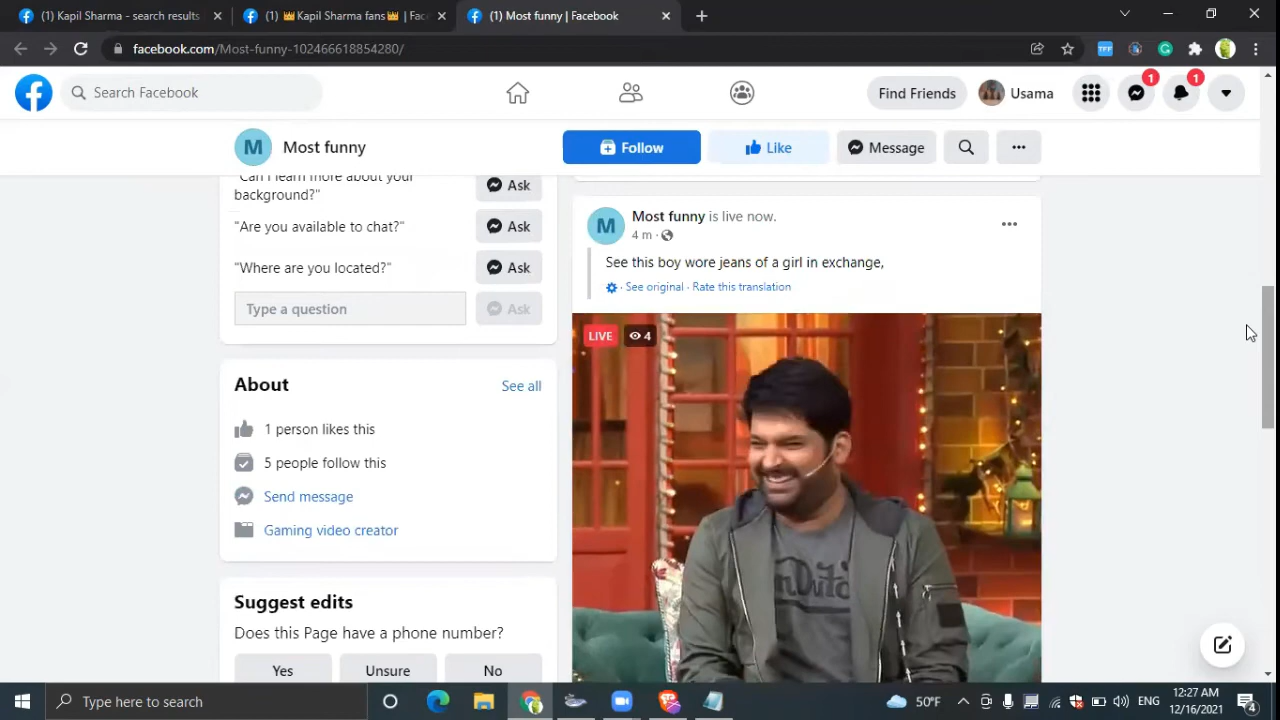 (1) Kapil Sharma - search results
(1) 👑Kapil Sharma fans👑 | Fac
(1) Most funny | Facebook
facebook.com/Most-funny-102466618854280/
TFF
Search Facebook
Find Friends
Usama
1
1
M
Most funny
Follow
Like
Message
"Can I learn more about your
background?"
Ask
"Are you available to chat?"
Ask
"Where are you located?"
Ask
Type a question
Ask
About
See all
1 person likes this
5 people follow this
Send message
Gaming video creator
Suggest edits
Does this Page have a phone number?
Yes
Unsure
No
M
Most funny is live now.
4 m ·
See this boy wore jeans of a girl in exchange,
· See original · Rate this translation
LIVE
4
Type here to search
50°F
ENG
12:27 AM
12/16/2021
4